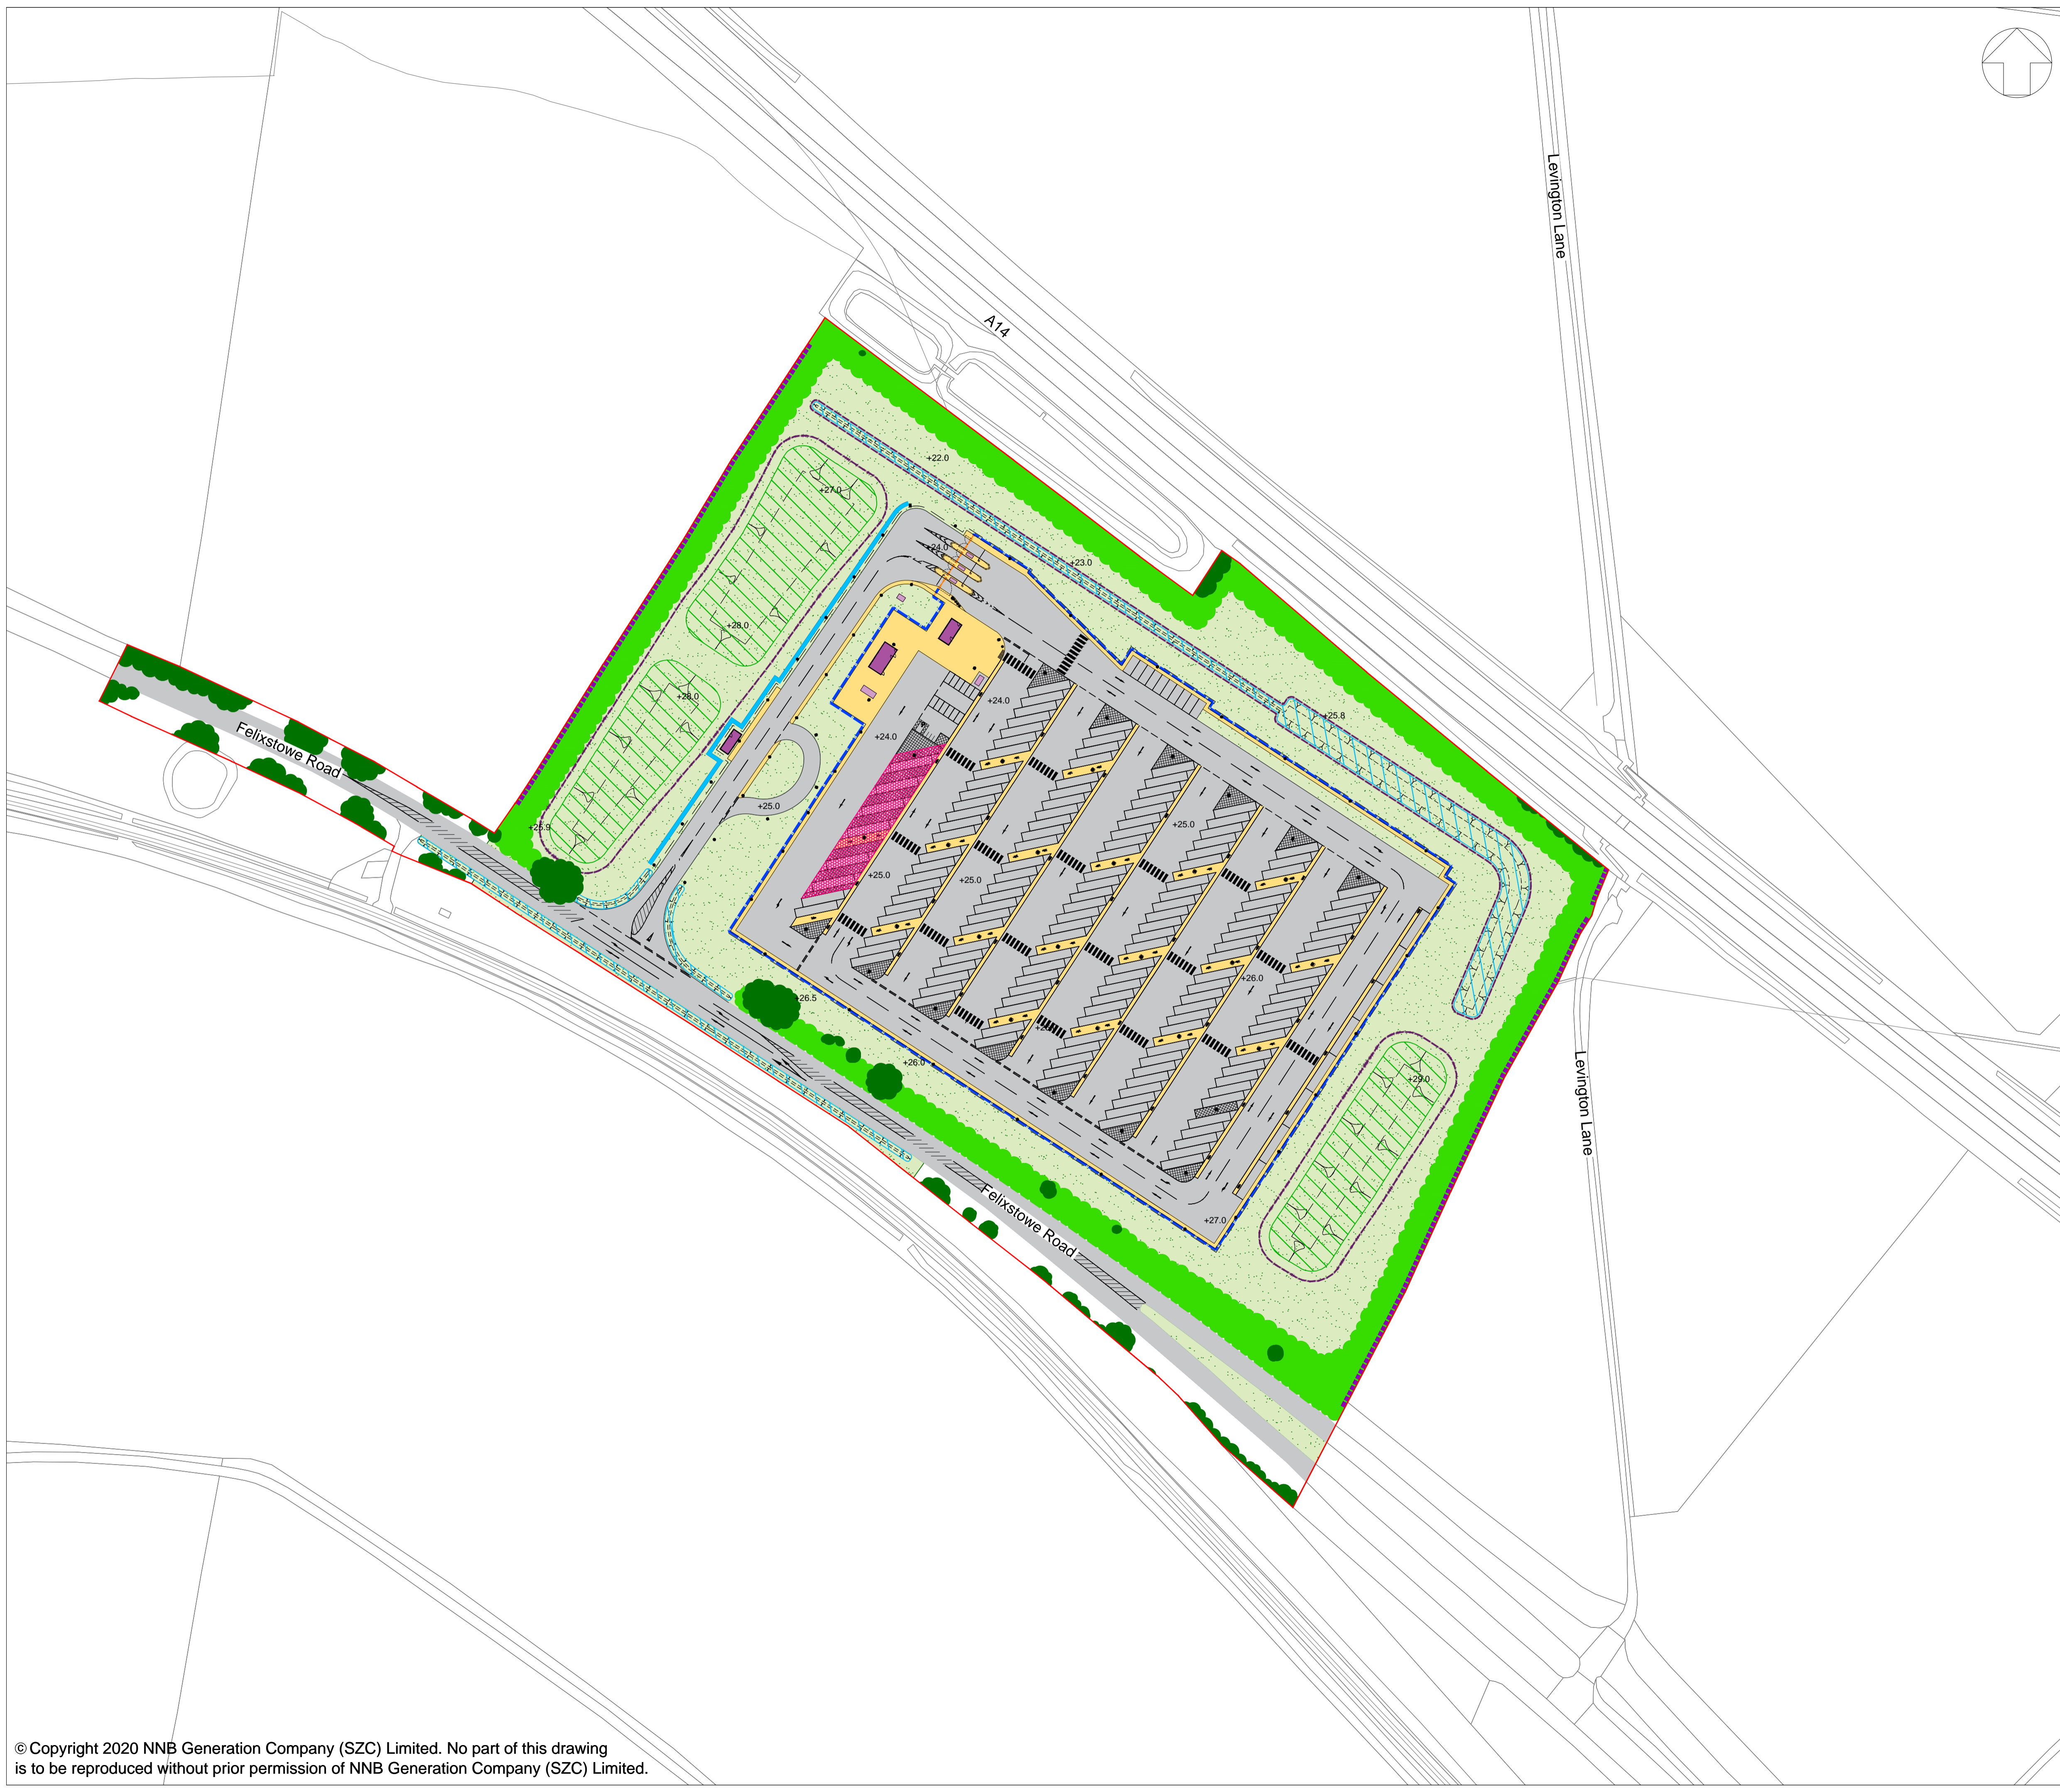 Levington Lane
A14
+22.0
+27.0
+24.0
+23.0
+28.0
+28.0
+24.0
+25.8
Felixstowe Road
+24.0
+25.0
+25.0
+25.9
+25.0
+25.0
+26.0
+26.5
+26.0
+29.0
Levington Lane
Felixstowe Road
+27.0
© Copyright 2020 NNB Generation Company (SZC) Limited. No part of this drawing
is to be reproduced without prior permission of NNB Generation Company (SZC) Limited.